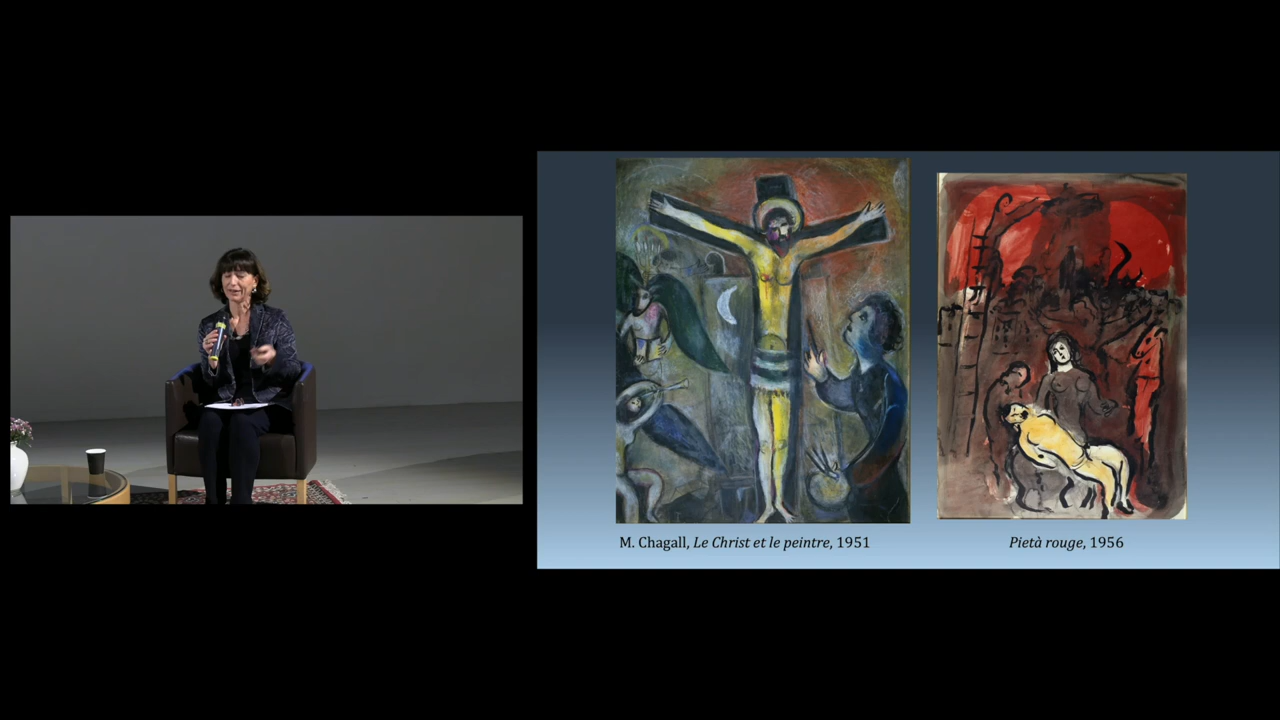 M. Chagall, Le Christ et le peintre, 1951
Pietà rouge, 1956